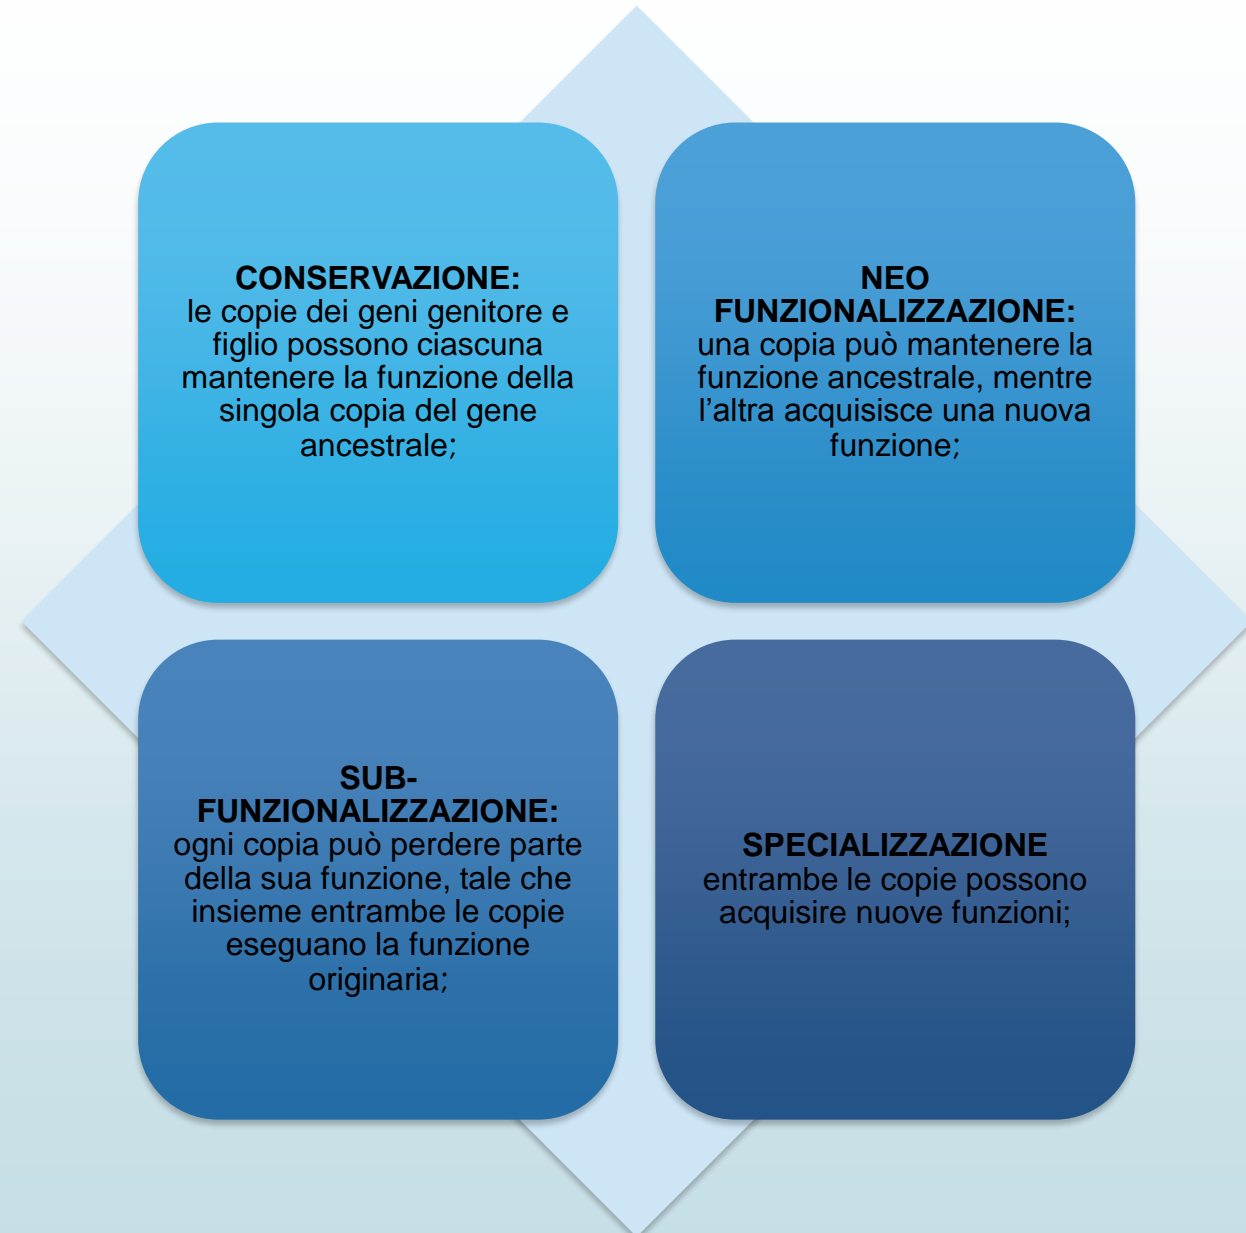 CONSERVAZIONE:
le copie dei geni genitore e
figlio possono ciascuna
mantenere la funzione della
singola copia del gene
ancestrale;
NEO
FUNZIONALIZZAZIONE:
una copia può mantenere la
funzione ancestrale, mentre
l’altra acquisisce una nuova
funzione;
SUB-
FUNZIONALIZZAZIONE:
ogni copia può perdere parte
della sua funzione, tale che
insieme entrambe le copie
eseguano la funzione
originaria;
SPECIALIZZAZIONE
entrambe le copie possono
acquisire nuove funzioni;